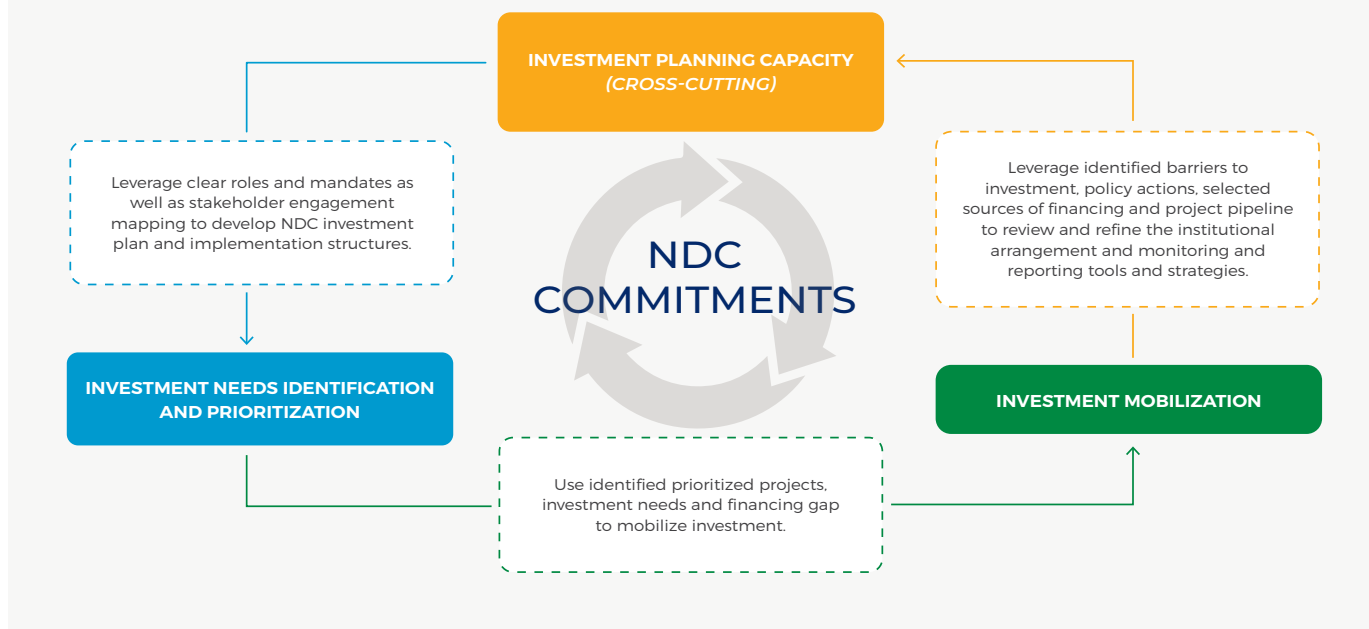 INVESTMENT PLANNING CAPACITY
(CROSS-CUTTING)
Leverage clear roles and mandates as
well as stakeholder engagement
mapping to develop NDC investment
plan and implementation structures.
Leverage identified barriers to
investment, policy actions, selected
sources of financing and project pipeline
to review and refine the institutional
arrangement and monitoring and
reporting tools and strategies.
NDC
COMMITMENTS
INVESTMENT NEEDS IDENTIFICATION
AND PRIORITIZATION
INVESTMENT MOBILIZATION
Use identified prioritized projects,
investment needs and financing gap
to mobilize investment.